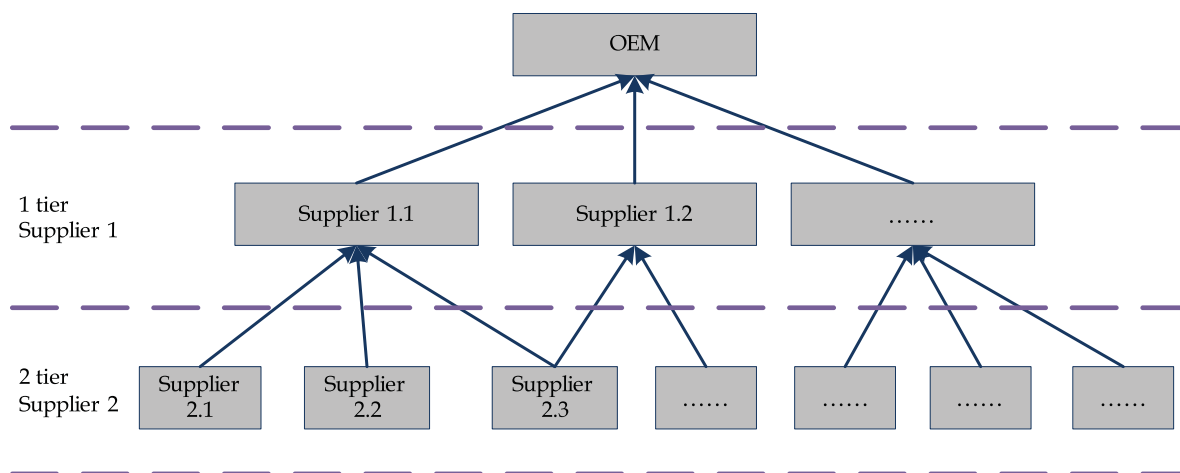 OEM
1 tier
Supplier 1
Supplier 1.1
Supplier 1.2
......
2 tier
Supplier 2
Supplier
2.1
Supplier
2.2
Supplier
2.3
......
......
......
......